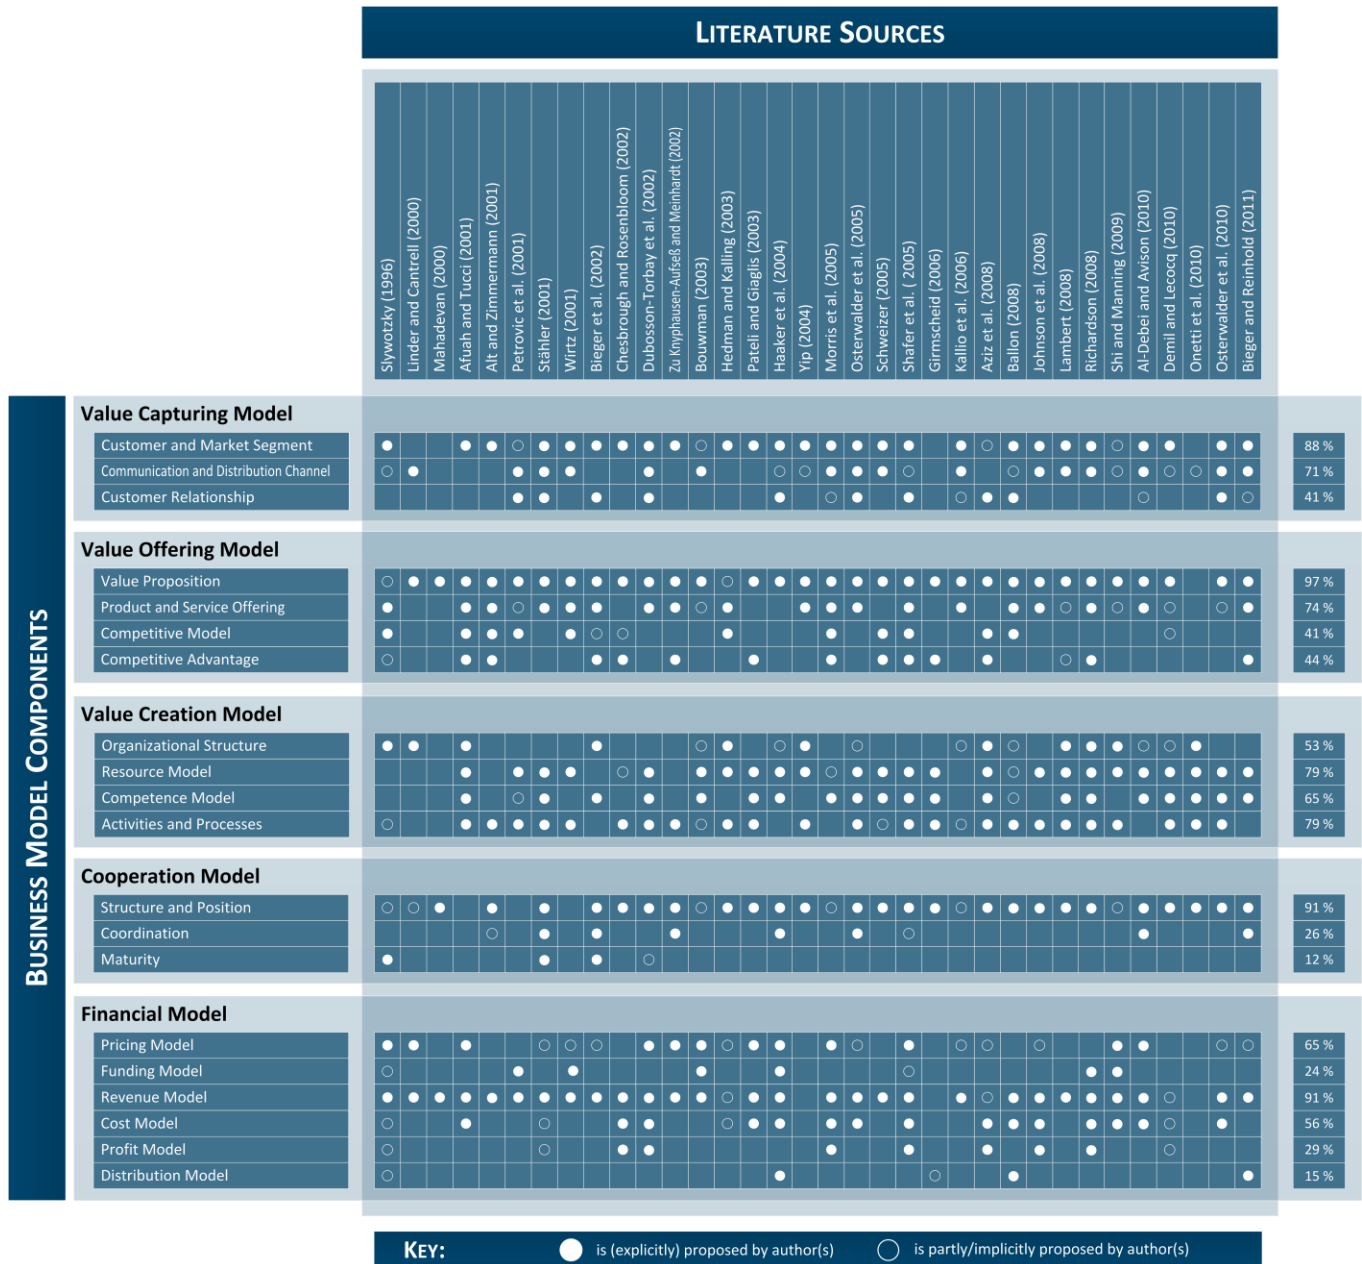 LITERATURE SOURCES
Slywotzky (1996)
Linder and Cantrell (2000)
Mahadevan (2000)
Afuah and Tucci (2001)
Alt and Zimmermann (2001)
Petrovic et al. (2001)
Stähler (2001)
Wirtz (2001)
Bieger et al. (2002)
Chesbrough and Rosenbloom (2002)
Dubosson-Torbay et al. (2002)
Zu Knyphausen-Aufseß and Meinhardt (2002)
Bouwman (2003)
Hedman and Kalling (2003)
Pateli and Giaglis (2003)
Haaker et al. (2004)
Yip (2004)
Morris et al. (2005)
Osterwalder et al. (2005)
Schweizer (2005)
Shafer et al. ( 2005)
Girmscheid (2006)
Kallio et al. (2006)
Aziz et al. (2008)
Ballon (2008)
Johnson et al. (2008)
Lambert (2008)
Richardson (2008)
Shi and Manning (2009)
Al-Debei and Avison (2010)
Demil and Lecocq (2010)
Onetti et al. (2010)
Osterwalder et al. (2010)
Bieger and Reinhold (2011)
BUSINESS MODEL COMPONENTS
Value Capturing Model
Customer and Market Segment 88 %
Communication and Distribution Channel 71 %
Customer Relationship 41 %
Value Offering Model
Value Proposition 97 %
Product and Service Offering 74 %
Competitive Model 41 %
Competitive Advantage 44 %
Value Creation Model
Organizational Structure 53 %
Resource Model 79 %
Competence Model 65 %
Activities and Processes 79 %
Cooperation Model
Structure and Position 91 %
Coordination 26 %
Maturity 12 %
Financial Model
Pricing Model 65 %
Funding Model 24 %
Revenue Model 91 %
Cost Model 56 %
Profit Model 29 %
Distribution Model 15 %
KEY: is (explicitly) proposed by author(s) is partly/implicitly proposed by author(s)